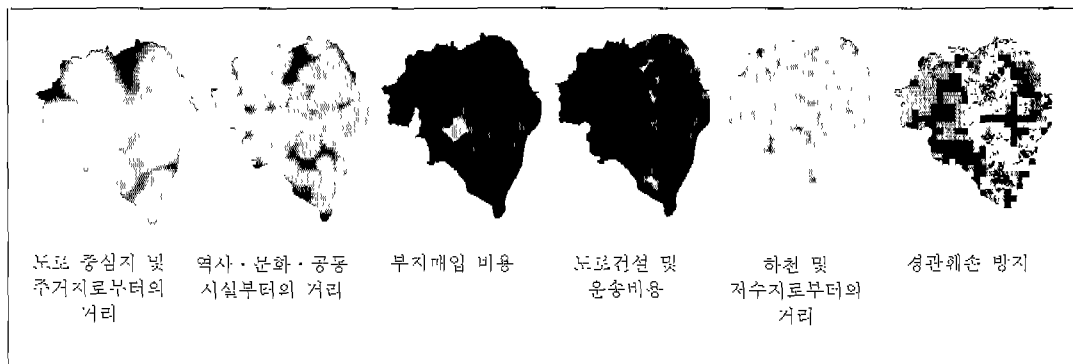 도로 중심지 및
주거지로부터의
거리
역사·문화·공동
시설부터의 거리
부지매입 비용
도로건설 및
운송비용
하천 및
저수지로부터의
거리
경관훼손 방지